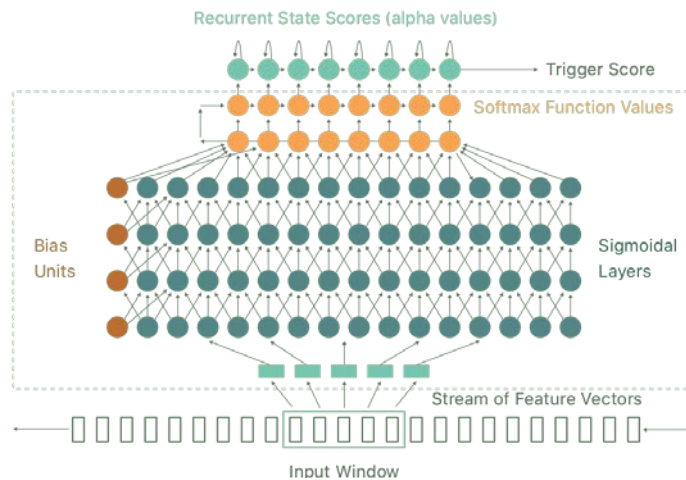 Recurrent State Scores (alpha values)
Trigger Score
Softmax Function Values
Bias
Units
Sigmoidal
Layers
Stream of Feature Vectors
Input Window